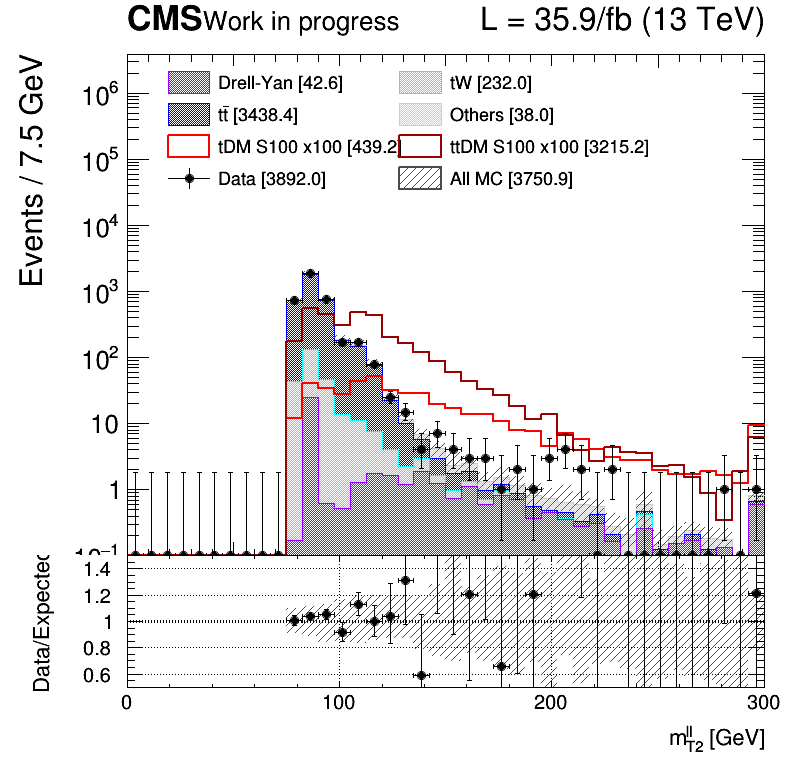 CMS Work in progress L = 35.9/fb (13 TeV)
Events / 7.5 GeV
Drell-Yan [42.6] tW [232.0]
tt̄ [3438.4] Others [38.0]
tDM S100 x100 [439.2] ttDM S100 x100 [3215.2]
Data [3892.0] All MC [3750.9]
10⁶
10⁵
10⁴
10³
10²
10
1
10⁻¹
Data/Expected
1.4
1.2
1
0.8
0.6
0 100 200 300
m_{T2}^{ll} [GeV]